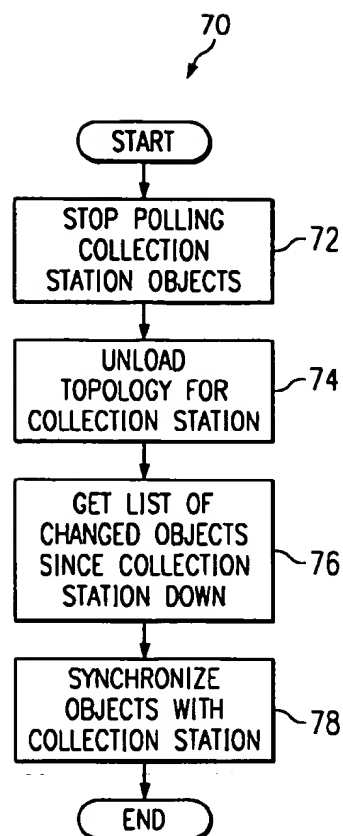 70
START
STOP POLLING
COLLECTION
STATION OBJECTS
72
UNLOAD
TOPOLOGY FOR
COLLECTION STATION
74
GET LIST OF
CHANGED OBJECTS
SINCE COLLECTION
STATION DOWN
76
SYNCHRONIZE
OBJECTS WITH
COLLECTION STATION
78
END